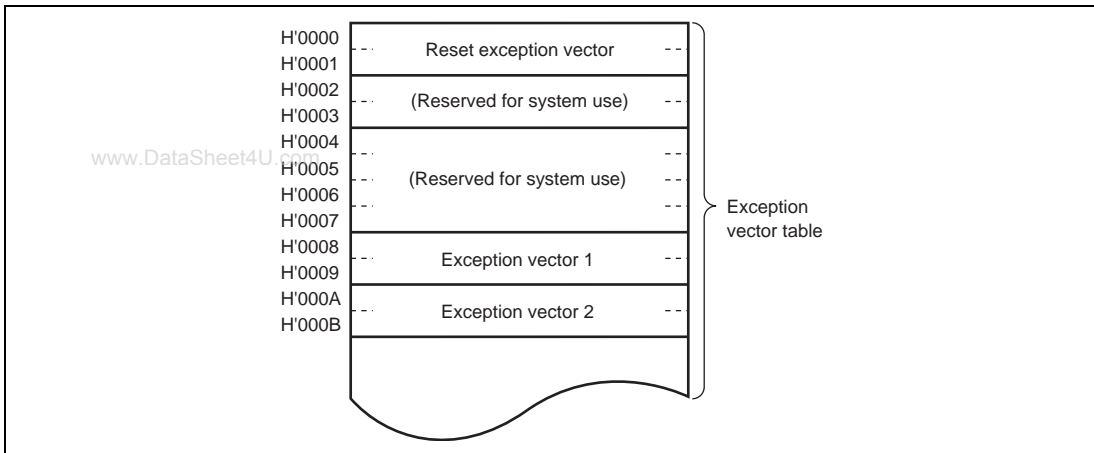 H'0000
Reset exception vector
H'0001
H'0002
(Reserved for system use)
H'0003
H'0004
www.DataSheet4U.com
H'0005
(Reserved for system use)
H'0006
H'0007
Exception
vector table
H'0008
Exception vector 1
H'0009
H'000A
Exception vector 2
H'000B